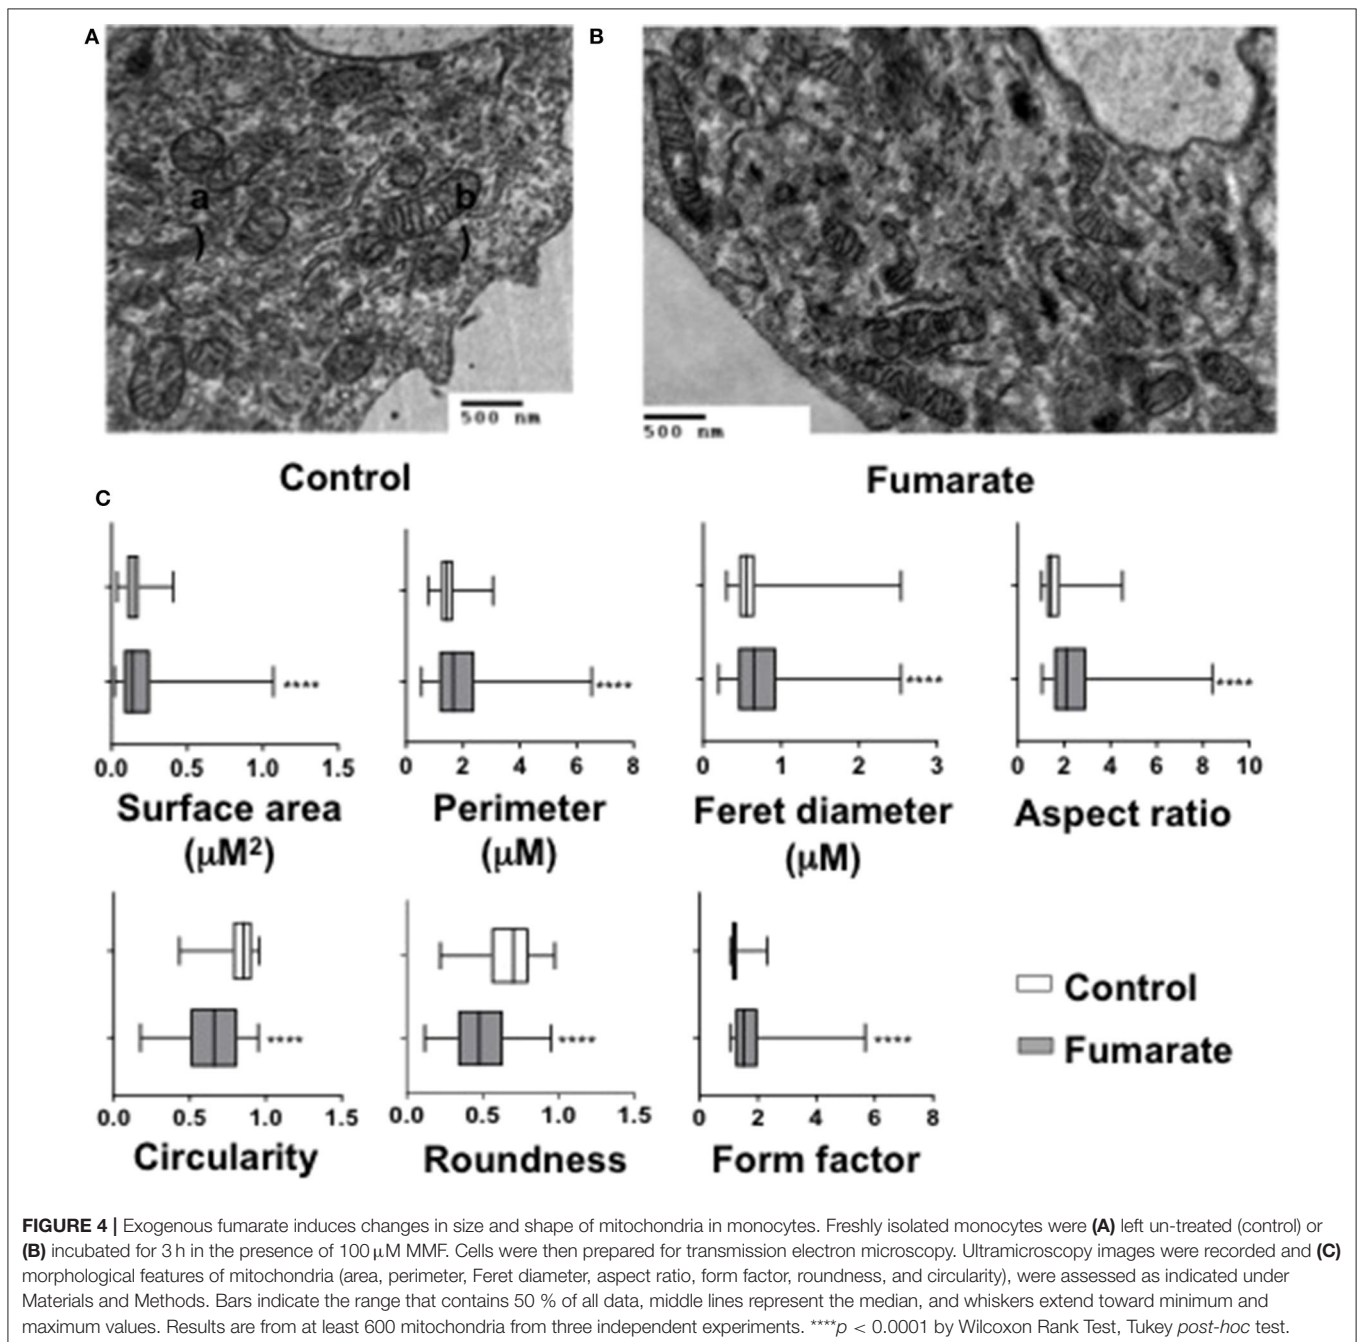 A
B
a
b
)
)
500 nm
500 nm
Control
Fumarate
C
****
****
****
****
0.0 0.5 1.0 1.5
0 2 4 6 8
0 1 2 3
0 2 4 6 8 10
Surface area
(μM²)
Perimeter
(μM)
Feret diameter
(μM)
Aspect ratio
****
****
****
Control
Fumarate
0.0 0.5 1.0 1.5
0.0 0.5 1.0 1.5
0 2 4 6 8
Circularity
Roundness
Form factor
FIGURE 4 | Exogenous fumarate induces changes in size and shape of mitochondria in monocytes. Freshly isolated monocytes were (A) left un-treated (control) or
(B) incubated for 3 h in the presence of 100 μM MMF. Cells were then prepared for transmission electron microscopy. Ultramicroscopy images were recorded and (C)
morphological features of mitochondria (area, perimeter, Feret diameter, aspect ratio, form factor, roundness, and circularity), were assessed as indicated under
Materials and Methods. Bars indicate the range that contains 50 % of all data, middle lines represent the median, and whiskers extend toward minimum and
maximum values. Results are from at least 600 mitochondria from three independent experiments. ****p < 0.0001 by Wilcoxon Rank Test, Tukey post-hoc test.